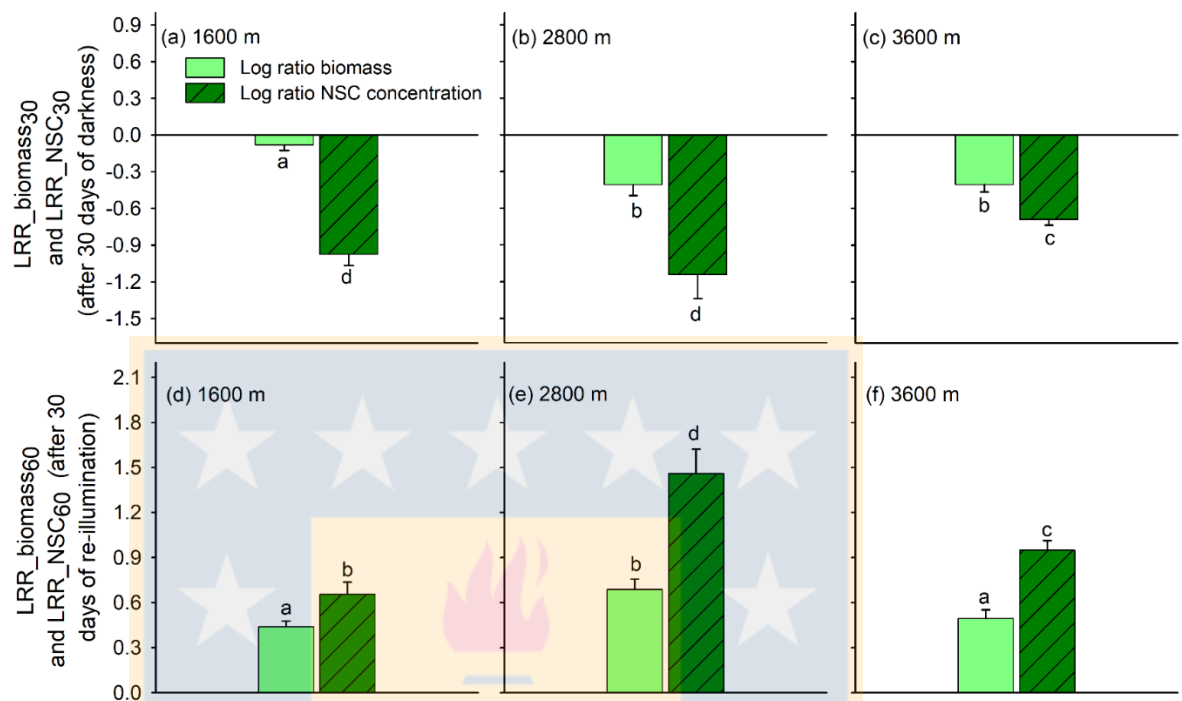 (a) 1600 m
(b) 2800 m
(c) 3600 m
Log ratio biomass
Log ratio NSC concentration
LRR_biomass30
and LRR_NSC30
(after 30 days of darkness)
0.9
0.6
0.3
0.0
-0.3
-0.6
-0.9
-1.2
-1.5
a
d
b
d
b
c
(d) 1600 m
(e) 2800 m
(f) 3600 m
LRR_biomass60
and LRR_NSC60 (after 30
days of re-illumination)
2.1
1.8
1.5
1.2
0.9
0.6
0.3
0.0
a
b
b
d
a
c